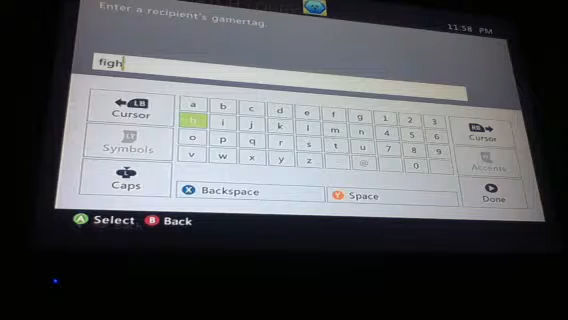 Enter a recipient's gamertag.
11:58 PM
figh
LB
Cursor
a b c d e f g 1 2 3
h i j k l m n 4 5 6
o p q r s t u 7 8 9
v w x y z @ 0
RB
Cursor
LT
Symbols
Accents
Caps
X Backspace
Y Space
Done
A Select B Back